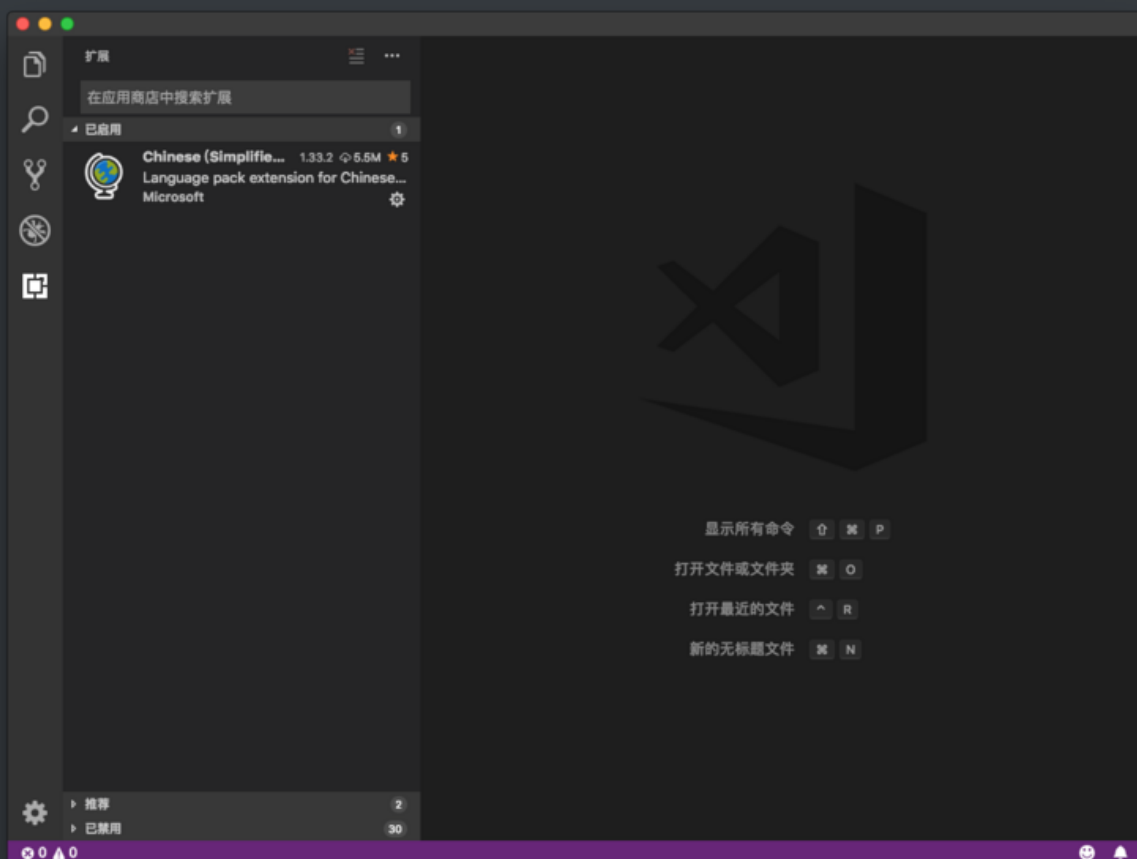 扩展
在应用商店中搜索扩展
已启用 1
Chinese (Simplifie... 1.33.2 5.5M 5
Language pack extension for Chinese...
Microsoft
显示所有命令 ⇧ ⌘ P
打开文件或文件夹 ⌘ O
打开最近的文件 ^ R
新的无标题文件 ⌘ N
推荐 2
已禁用 30
0 0